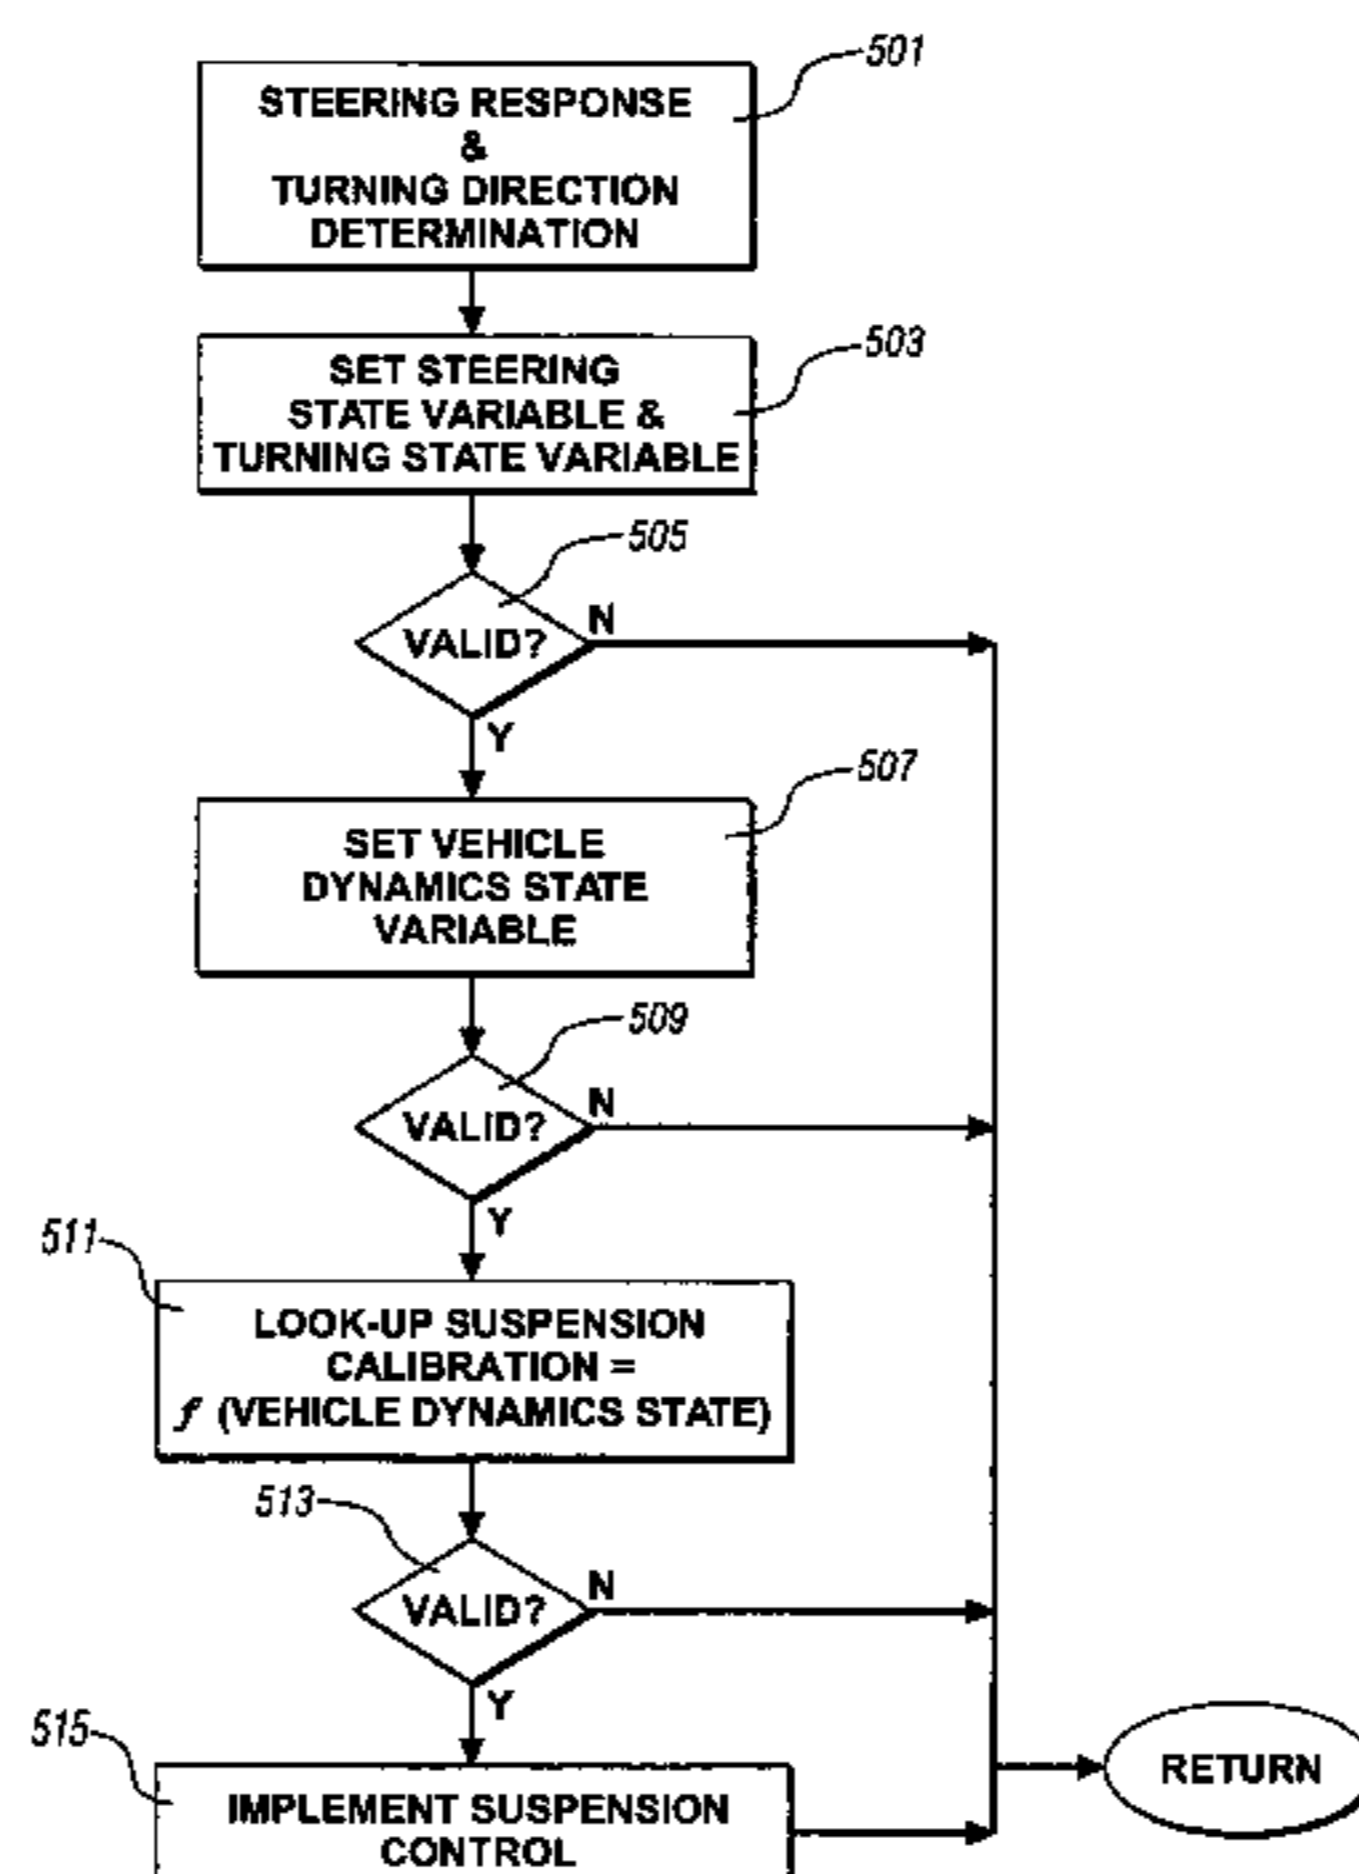 501
STEERING RESPONSE
&
TURNING DIRECTION
DETERMINATION
503
SET STEERING
STATE VARIABLE &
TURNING STATE VARIABLE
505
VALID?
N
Y
507
SET VEHICLE
DYNAMICS STATE
VARIABLE
509
VALID?
N
Y
511
LOOK-UP SUSPENSION
CALIBRATION =
f (VEHICLE DYNAMICS STATE)
513
VALID?
N
Y
515
IMPLEMENT SUSPENSION
CONTROL
RETURN